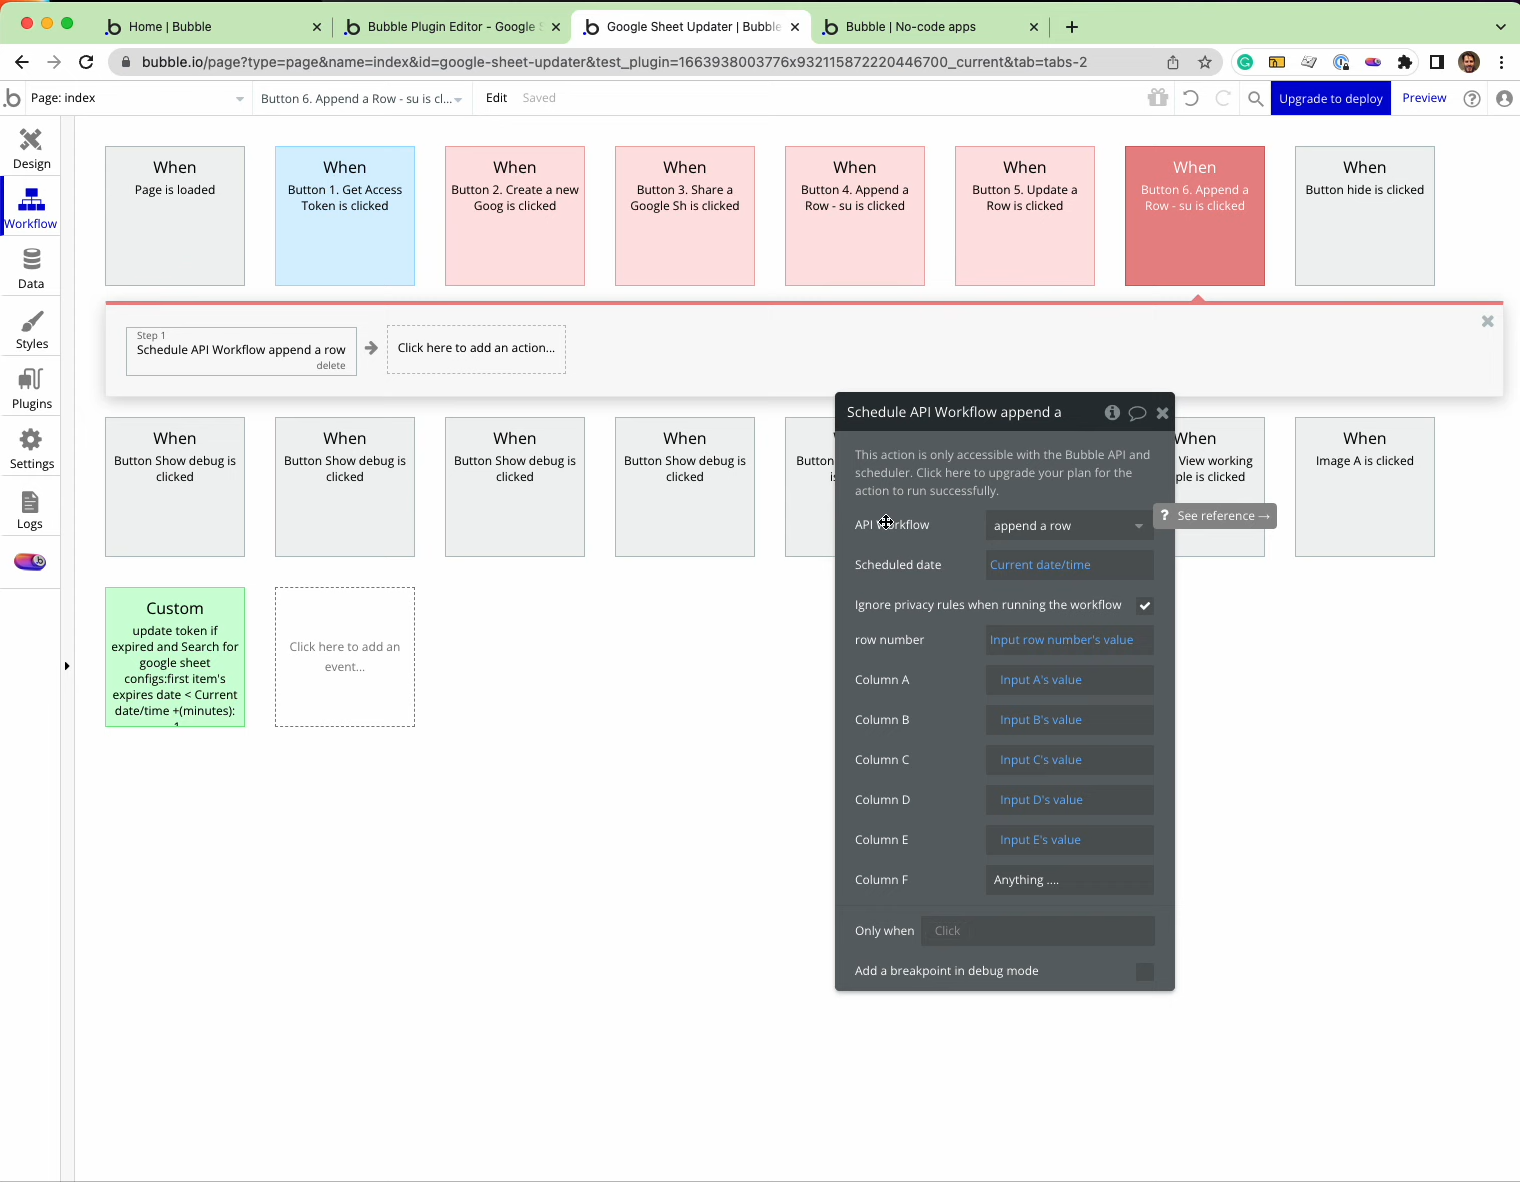 Home | Bubble
Bubble Plugin Editor - Google S
Google Sheet Updater | Bubble
Bubble | No-code apps
bubble.io/page?type=page&name=index&id=google-sheet-updater&test_plugin=1663938003776x932115872220446700_current&tab=tabs-2
Page: index
Button 6. Append a Row - su is cl...
Edit
Saved
Upgrade to deploy
Preview
Design
Workflow
Data
Styles
Plugins
Settings
Logs
When
Page is loaded
When
Button 1. Get Access
Token is clicked
When
Button 2. Create a new
Goog is clicked
When
Button 3. Share a
Google Sh is clicked
When
Button 4. Append a
Row - su is clicked
When
Button 5. Update a
Row is clicked
When
Button 6. Append a
Row - su is clicked
When
Button hide is clicked
Step 1
Schedule API Workflow append a row
delete
Click here to add an action...
When
Button Show debug is
clicked
When
Button Show debug is
clicked
When
Button Show debug is
clicked
When
Button Show debug is
clicked
Button
is
When
View working
ple is clicked
When
Image A is clicked
Custom
update token if
expired and Search for
google sheet
configs:first item's
expires date < Current
date/time +(minutes):
Click here to add an
event...
Schedule API Workflow append a
This action is only accessible with the Bubble API and
scheduler. Click here to upgrade your plan for the
action to run successfully.
API Workflow
append a row
? See reference →
Scheduled date
Current date/time
Ignore privacy rules when running the workflow
row number
Input row number's value
Column A
Input A's value
Column B
Input B's value
Column C
Input C's value
Column D
Input D's value
Column E
Input E's value
Column F
Anything ....
Only when
Click
Add a breakpoint in debug mode